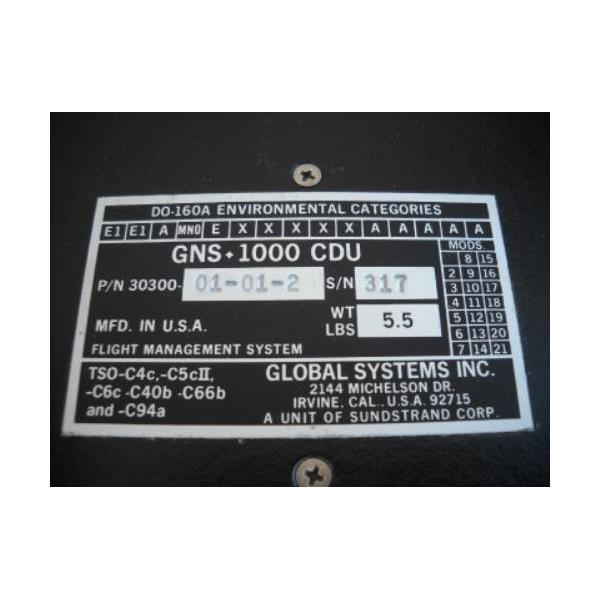 DO-160A ENVIRONMENTAL CATEGORIES
E1 E1 A MNO E X X X X X A A A A A
GNS+1000 CDU
MODS.
P/N 30300- 01-01-2 S/N 317
MFD. IN U.S.A. WT LBS 5.5
FLIGHT MANAGEMENT SYSTEM
8 15
2 9 16
3 10 17
4 11 18
5 12 19
6 13 20
7 14 21
TSO-C4c,-C5cII,
-C6c -C40b -C66b
and -C94a
GLOBAL SYSTEMS INC.
2144 MICHELSON DR.
IRVINE, CAL., U.S.A. 92715
A UNIT OF SUNDSTRAND CORP.